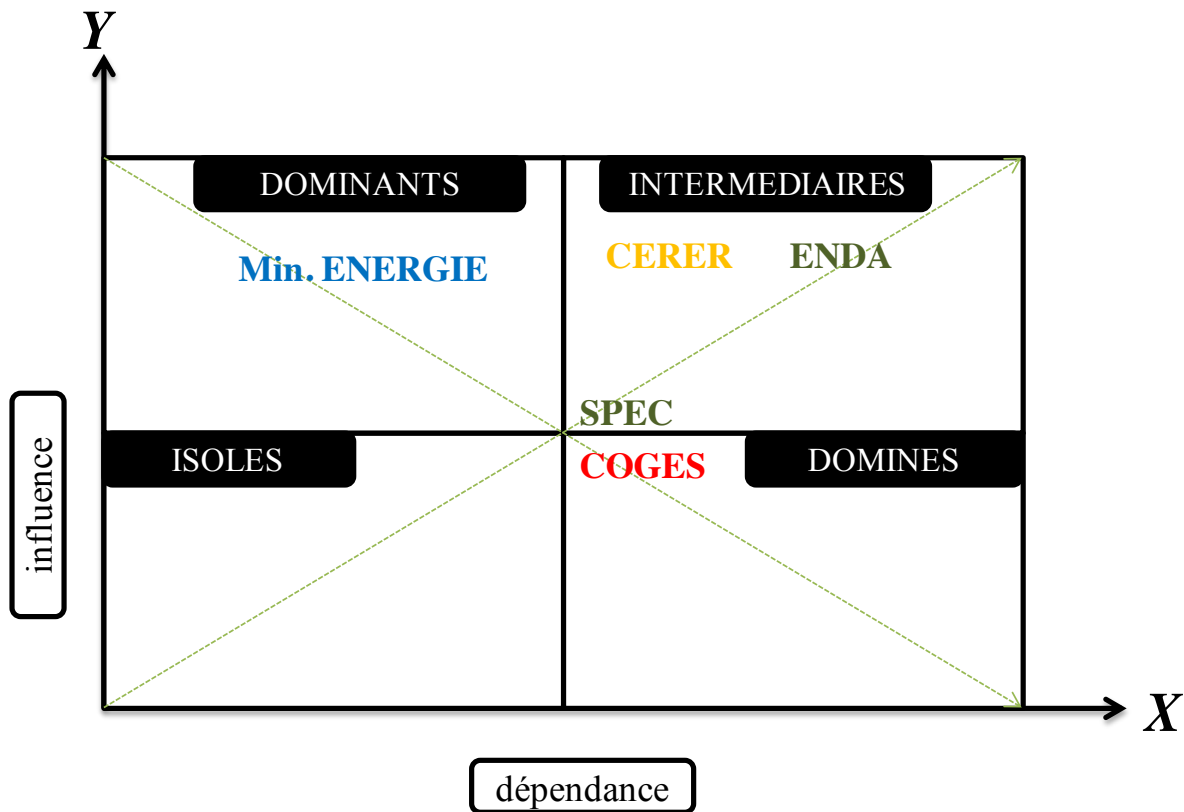 Y
DOMINANTS
INTERMEDIAIRES
Min. ENERGIE
CERER
ENDA
SPEC
ISOLES
COGES
DOMINES
influence
X
dépendance